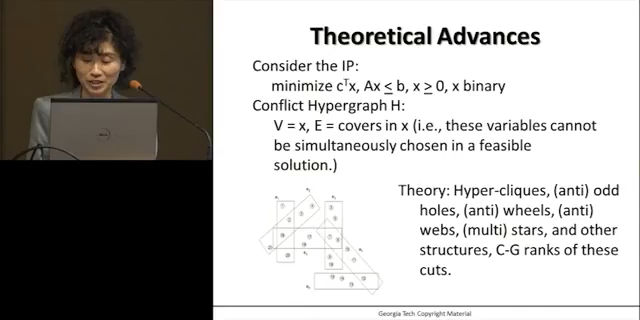 Theoretical Advances
Consider the IP:
minimize cᵀx, Ax ≤ b, x ≥ 0, x binary
Conflict Hypergraph H:
V = x, E = covers in x (i.e., these variables cannot
be simultaneously chosen in a feasible
solution.)
Theory: Hyper-cliques, (anti) odd
holes, (anti) wheels, (anti)
webs, (multi) stars, and other
structures, C-G ranks of these
cuts.
Georgia Tech Copyright Material
DELL